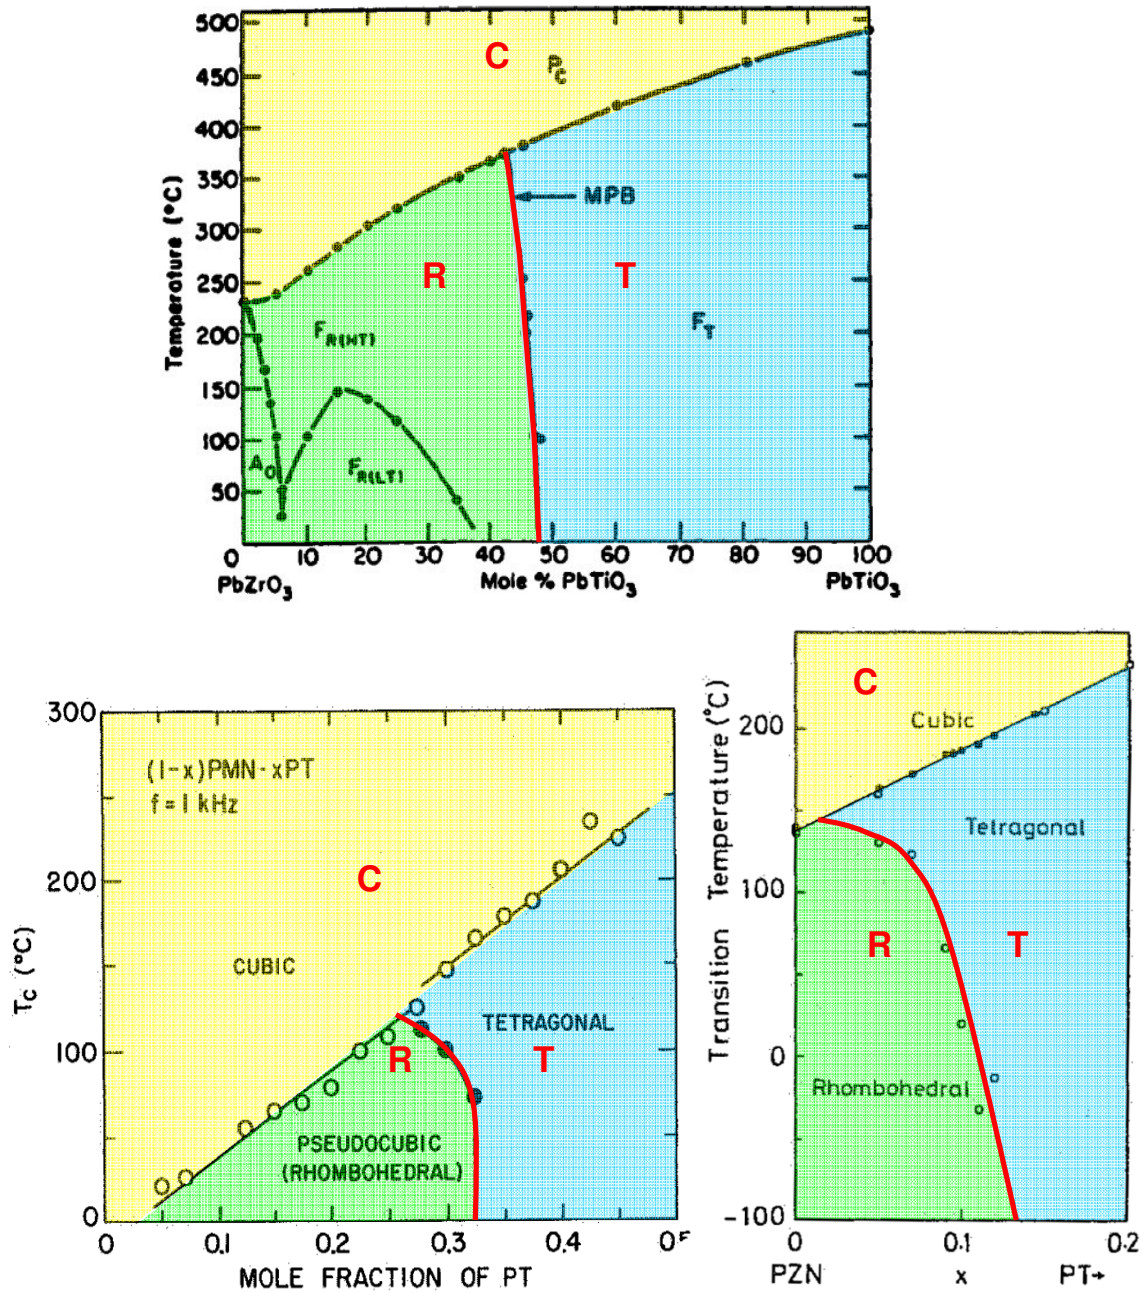 500
450
400
350
300
250
200
150
100
50
Temperature (°C)
C
P_C
MPB
R
T
F_R(HT)
F_T
A_O
F_R(LT)
0 10 20 30 40 50 60 70 80 90 100
PbZrO₃ Mole % PbTiO₃ PbTiO₃
300
200
100
0
T_C (°C)
(1-x)PMN-xPT
f = 1 kHz
C
CUBIC
TETRAGONAL
R
T
PSEUDOCUBIC
(RHOMBOHEDRAL)
0 0.1 0.2 0.3 0.4 0.5
MOLE FRACTION OF PT
200
100
0
-100
Transition Temperature (°C)
C
Cubic
Tetragonal
R
T
Rhombohedral
0 0.1 0.2
PZN x PT→